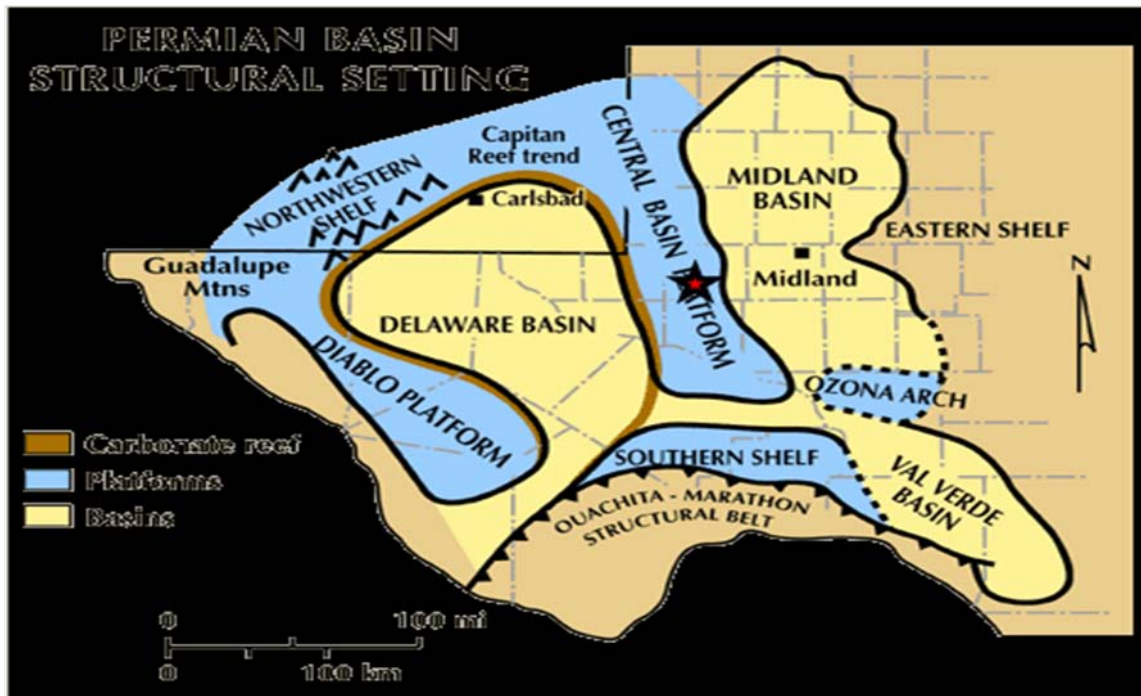 PERMIAN BASIN
STRUCTURAL SETTING
Capitan
Reef trend
NORTHWESTERN
SHELF
Carlsbad
CENTRAL BASIN PLATFORM
MIDLAND
BASIN
EASTERN SHELF
Midland
N
Guadalupe
Mtns
DELAWARE BASIN
DIABLO PLATFORM
OZONA ARCH
SOUTHERN SHELF
VAL VERDE
BASIN
OUACHITA - MARATHON
STRUCTURAL BELT
Carbonate reef
Platforms
Basins
0 100 mi
0 100 km